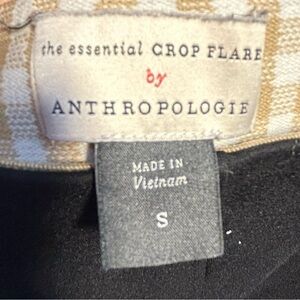 the essential CROP FLARE
by
ANTHROPOLOGIE
MADE IN
Vietnam
S